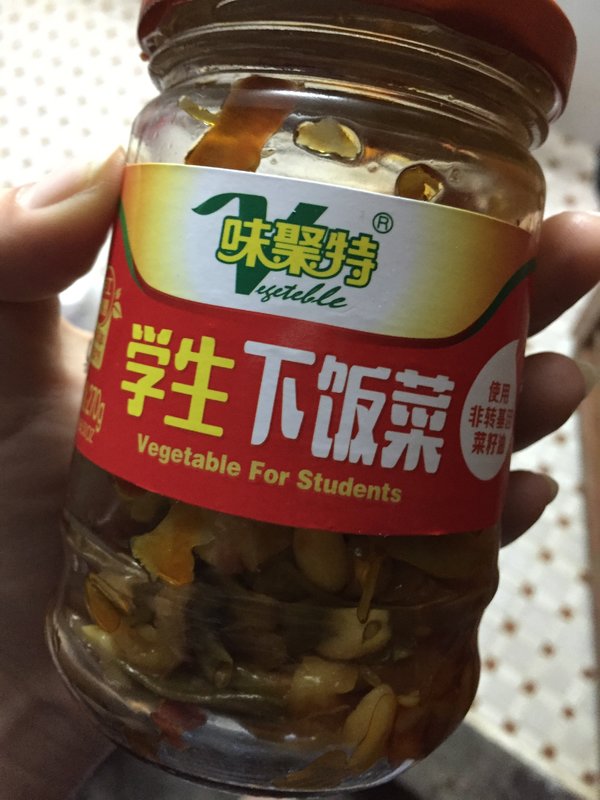 味聚特®
Vegeteble
学生下饭菜
Vegetable For Students
270g
使用
非转基因
菜籽油